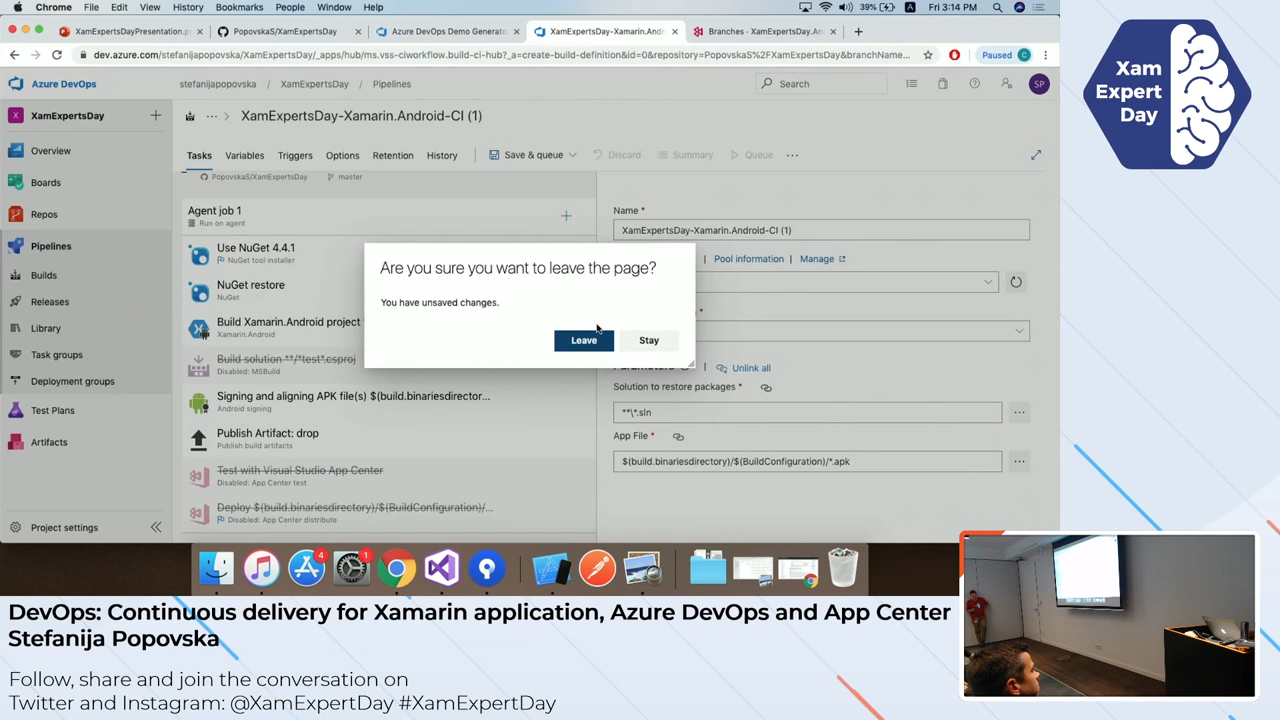 Chrome File Edit View History Bookmarks People Window Help
39% Fri 3:14 PM
XamExpertsDayPresentation.p
PopovskaS/XamExpertsDay
Azure DevOps Demo Generato
XamExpertsDay-Xamarin.Andr
Branches - XamExpertsDay.An
dev.azure.com/stefanijapopovska/XamExpertsDay/_apps/hub/ms.vss-ciworkflow.build-ci-hub?_a=create-build-definition&id=0&repository=PopovskaS%2FXamExpertsDay&branchName...
Paused C
Azure DevOps
stefanijapopovska / XamExpertsDay / Pipelines
Search
SP
X XamExpertsDay
Overview
Boards
Repos
Pipelines
Builds
Releases
Library
Task groups
Deployment groups
Test Plans
Artifacts
Project settings
... > XamExpertsDay-Xamarin.Android-CI (1)
Tasks Variables Triggers Options Retention History Save & queue Discard Summary Queue ...
PopovskaS/XamExpertsDay master
Agent job 1
Run on agent
Use NuGet 4.4.1
NuGet tool installer
NuGet restore
NuGet
Build Xamarin.Android project
Xamarin.Android
Build solution **/*test*.csproj
Disabled: MSBuild
Signing and aligning APK file(s) $(build.binariesdirector...
Android signing
Publish Artifact: drop
Publish build artifacts
Test with Visual Studio App Center
Disabled: App Center test
Deploy $(build.binariesdirectory)/$(BuildConfiguration)/...
Disabled: App Center distribute
Name *
XamExpertsDay-Xamarin.Android-CI (1)
| Pool information | Manage
*
Parameters
Unlink all
Solution to restore packages *
**\*.sln
App File *
$(build.binariesdirectory)/$(BuildConfiguration)/*.apk
Are you sure you want to leave the page?
You have unsaved changes.
Leave
Stay
4
1
Xam
Expert
Day
DevOps: Continuous delivery for Xamarin application, Azure DevOps and App Center
Stefanija Popovska
Follow, share and join the conversation on
Twitter and Instagram: @XamExpertDay #XamExpertDay